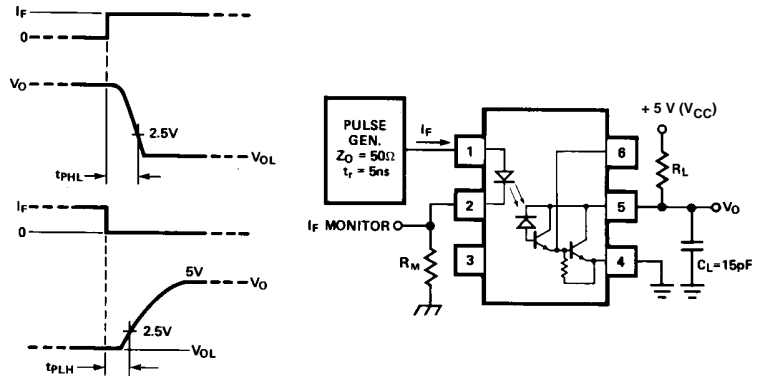 IF
0
VO
2.5V
VOL
tPHL
IF
0
5V
VO
2.5V
VOL
tPLH
PULSE
GEN.
ZO = 50Ω
tr = 5ns
IF
1
2
3
6
5
4
IF MONITOR
RM
+ 5 V (VCC)
RL
VO
CL=15pF